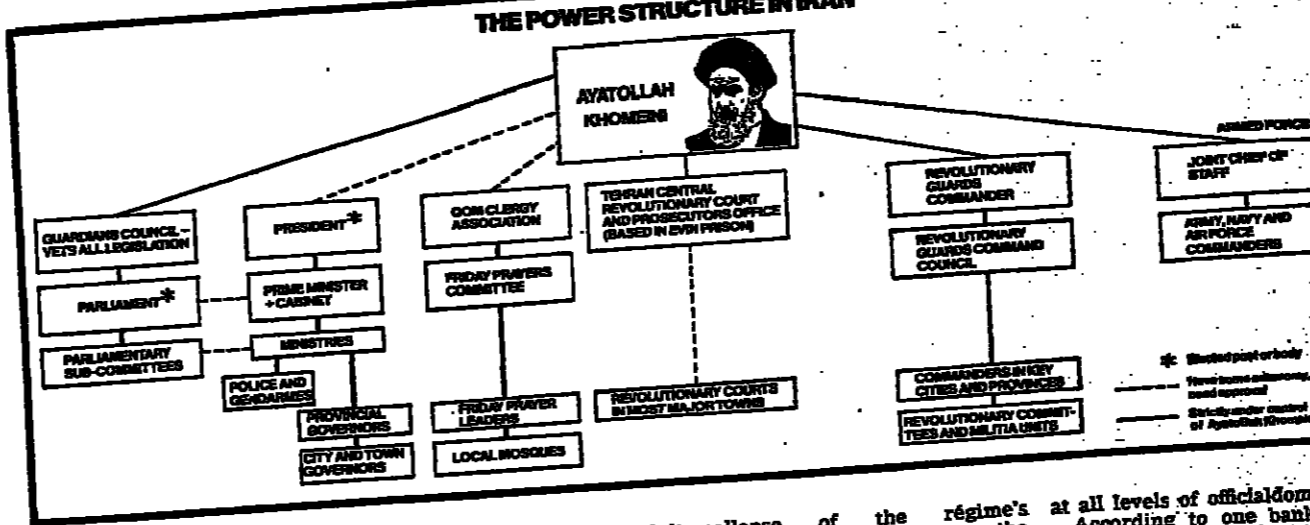 THE POWER STRUCTURE IN IRAN
AYATOLLAH
KHOMEINI
ARMED FORCES
GUARDIANS COUNCIL –
VETS ALL LEGISLATION
PARLIAMENT *
PARLIAMENTARY
SUB-COMMITTEES
PRESIDENT *
PRIME MINISTER
+ CABINET
MINISTRIES
POLICE AND
GENDARMES
PROVINCIAL
GOVERNORS
CITY AND TOWN
GOVERNORS
QOM CLERGY
ASSOCIATION
FRIDAY PRAYERS
COMMITTEE
FRIDAY PRAYER
LEADERS
LOCAL MOSQUES
TEHRAN CENTRAL
REVOLUTIONARY COURT
AND PROSECUTORS OFFICE
(BASED IN EVIN PRISON)
REVOLUTIONARY COURTS
IN MOST MAJOR TOWNS
REVOLUTIONARY
GUARDS
COMMANDER
REVOLUTIONARY
GUARDS COMMAND
COUNCIL
COMMANDERS IN KEY
CITIES AND PROVINCES
REVOLUTIONARY COMMIT-
TEES AND MILITIA UNITS
JOINT CHIEF OF
STAFF
ARMY, NAVY AND
AIR FORCE
COMMANDERS
* Elected post or body
Have some autonomy,
need approval
Strictly under control
of Ayatollah Khomeini
collapse of the régime's at all levels of officialdom
According to one bank